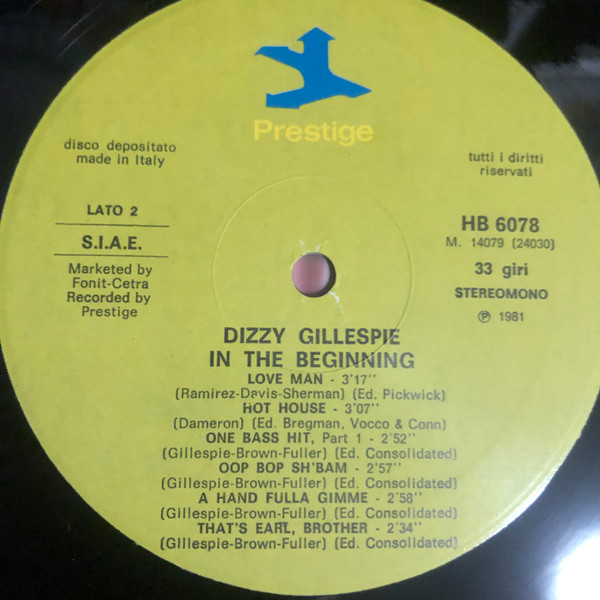 Prestige
disco depositato
made in Italy
tutti i diritti
riservati
LATO 2
S.I.A.E.
Marketed by
Fonit-Cetra
Recorded by
Prestige
HB 6078
M. 14079 (24030)
33 giri
STEREOMONO
Ⓟ 1981
DIZZY GILLESPIE
IN THE BEGINNING
LOVE MAN - 3'17''
(Ramirez-Davis-Sherman) (Ed. Pickwick)
HOT HOUSE - 3'07''
(Dameron) (Ed. Bregman, Vocco & Conn)
ONE BASS HIT, Part 1 - 2'52''
(Gillespie-Brown-Fuller) (Ed. Consolidated)
OOP BOP SH'BAM - 2'57''
(Gillespie-Brown-Fuller) (Ed. Consolidated)
A HAND FULLA GIMME - 2'58''
(Gillespie-Brown-Fuller) (Ed. Consolidated)
THAT'S EARL, BROTHER - 2'34''
(Gillespie-Brown-Fuller) (Ed. Consolidated)